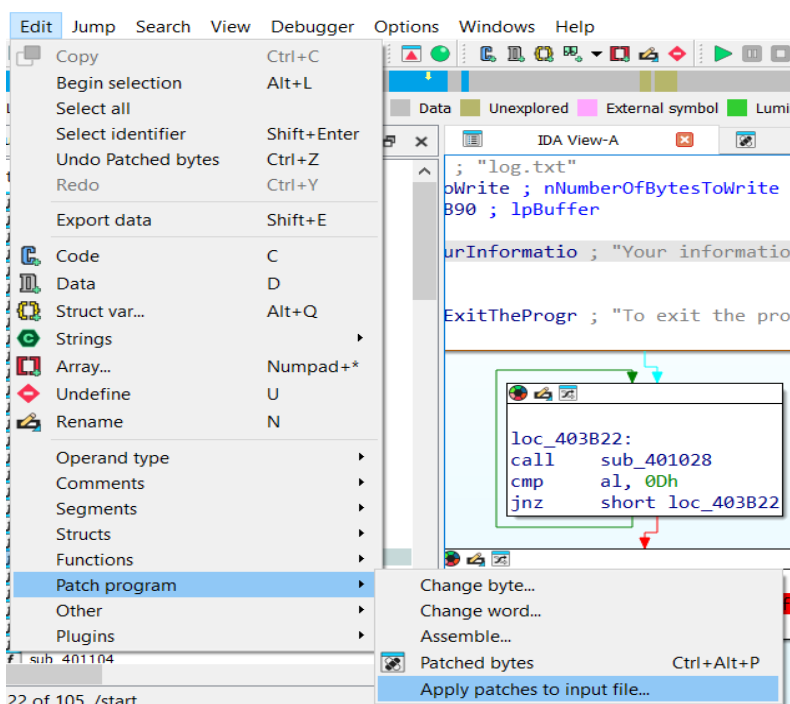 Edit Jump Search View Debugger Options Windows Help
Copy Ctrl+C
Begin selection Alt+L
Select all
Select identifier Shift+Enter
Undo Patched bytes Ctrl+Z
Redo Ctrl+Y
Export data Shift+E
Code C
Data D
Struct var... Alt+Q
Strings
Array... Numpad+*
Undefine U
Rename N
Operand type
Comments
Segments
Structs
Functions
Patch program
Other
Plugins
Change byte...
Change word...
Assemble...
Patched bytes Ctrl+Alt+P
Apply patches to input file...
Data Unexplored External symbol Lumi
IDA View-A
; "log.txt"
oWrite ; nNumberOfBytesToWrite
B90 ; lpBuffer
urInformatio ; "Your informatio
ExitTheProgr ; "To exit the pro
loc_403B22:
call sub_401028
cmp al, 0Dh
jnz short loc_403B22
f sub_401104
22 of 105, /start